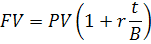 FV = PV(1 + r t/B)